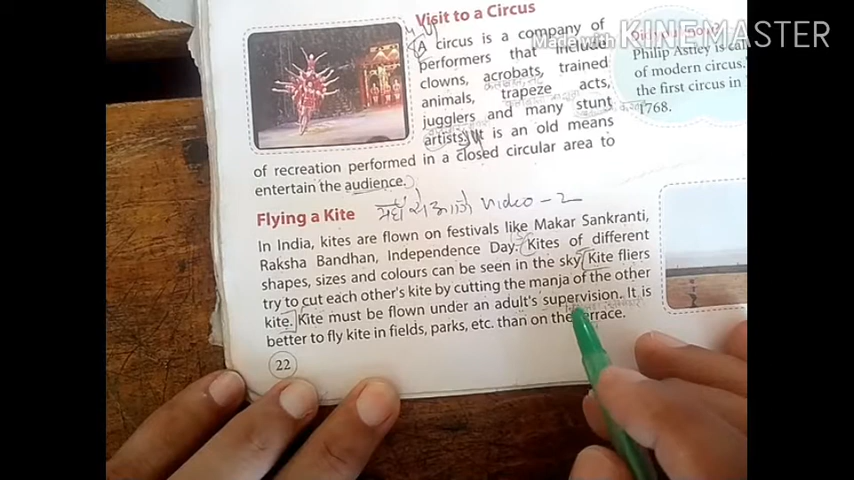 Visit to a Circus
A circus is a company of
performers that include
clowns, acrobats, trained
animals, trapeze acts,
jugglers and many stunt
artists. It is an old means
of recreation performed in a closed circular area to
entertain the audience.
Philip Astley is cal
of modern circus.
the first circus in
1768.
Made with KINEMASTER
Flying a Kite
यहाँ से आगे video - 2
In India, kites are flown on festivals like Makar Sankranti,
Raksha Bandhan, Independence Day. Kites of different
shapes, sizes and colours can be seen in the sky. Kite fliers
try to cut each other's kite by cutting the manja of the other
kite. Kite must be flown under an adult's supervision. It is
better to fly kite in fields, parks, etc. than on the terrace.
22